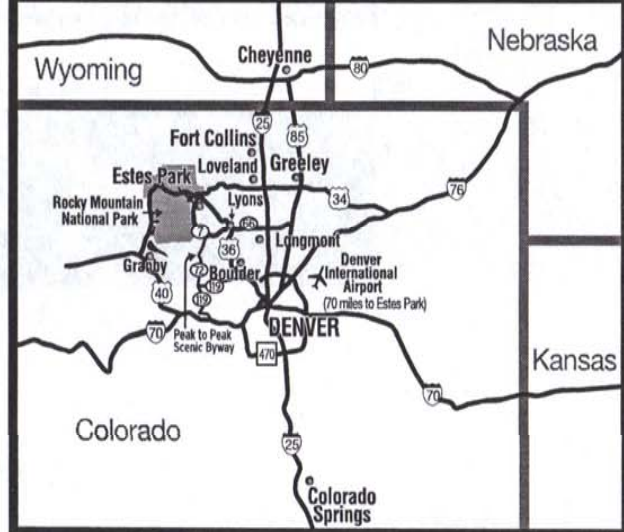 Nebraska
Cheyenne
Wyoming
80
25
85
Fort Collins
Loveland
Greeley
76
Estes Park
34
Rocky Mountain
National Park
Lyons
7
66
36
Longmont
Granby
72
Boulder
Denver
International
Airport
(70 miles to Estes Park)
119
119
40
70
Peak to Peak
Scenic Byway
DENVER
470
Kansas
70
Colorado
25
Colorado
Springs